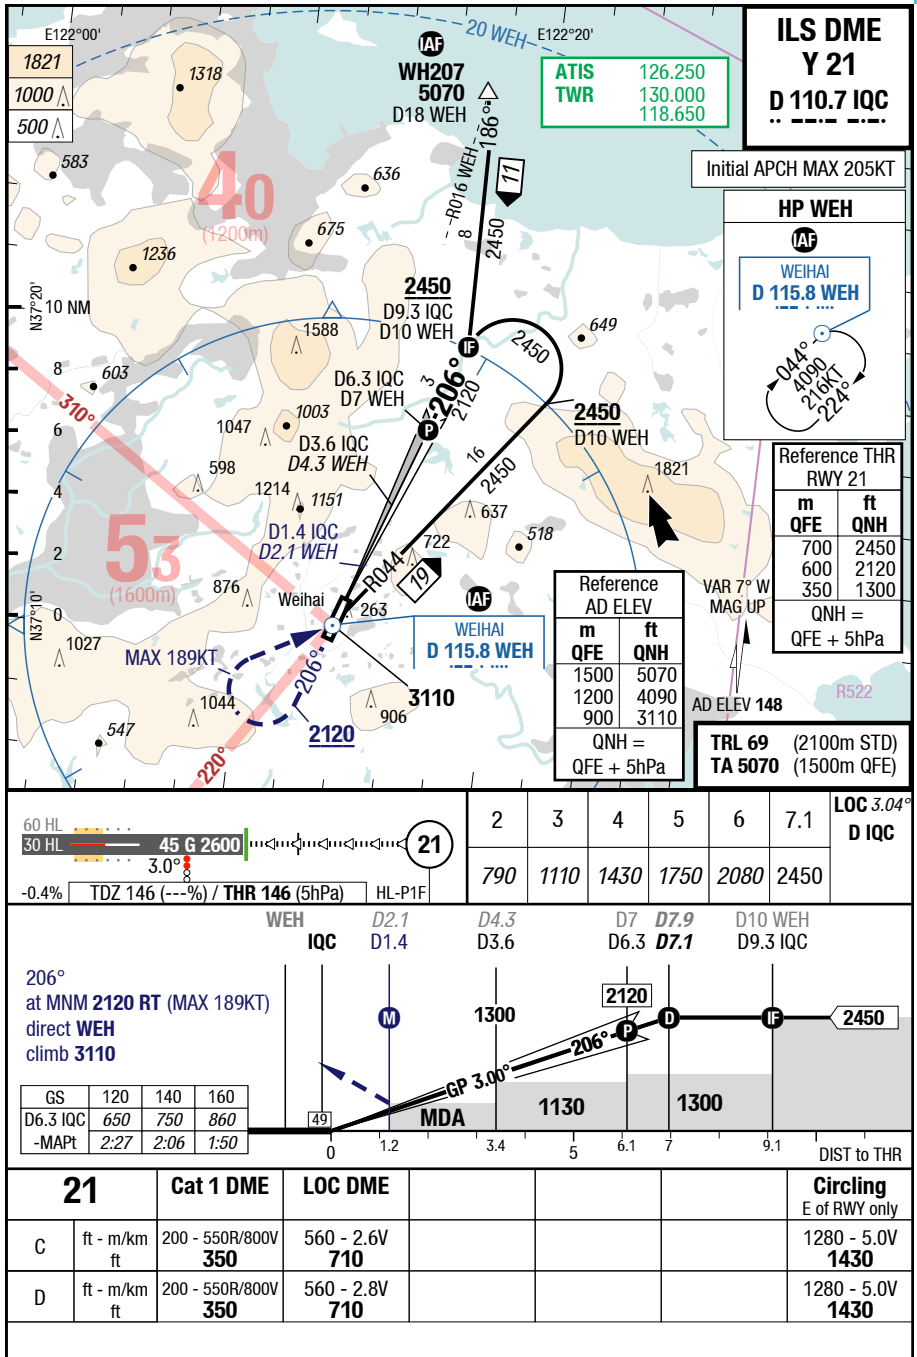 E122°00'
20 WEH
E122°20'
IAF
WH207
5070
D18 WEH
ATIS 126.250
TWR 130.000
118.650
ILS DME
Y 21
D 110.7 IQC
1821
1000
500
1318
583
40
(1200m)
636
675
1236
186°
R016 WEH
8
2450
11
Initial APCH MAX 205KT
HP WEH
IAF
WEIHAI
D 115.8 WEH
044°
4090
216KT
224°
N37°20'
10 NM
8
6
4
2
0
N37°10'
2450
D9.3 IQC
D10 WEH
IF
1588
649
603
310°
D6.3 IQC
D7 WEH
P
3
206°
2120
2450
2450
D10 WEH
1003
1047
D3.6 IQC
D4.3 WEH
598
1214
1151
16
2450
1821
637
518
53
(1600m)
D1.4 IQC
D2.1 WEH
R044
722
19
876
Weihai
263
IAF
WEIHAI
D 115.8 WEH
1027
MAX 189KT
206°
3110
1044
906
2120
547
220°
Reference THR
RWY 21
m ft
QFE QNH
700 2450
600 2120
350 1300
QNH =
QFE + 5hPa
Reference
AD ELEV
m ft
QFE QNH
1500 5070
1200 4090
900 3110
QNH =
QFE + 5hPa
VAR 7° W
MAG UP
R522
AD ELEV 148
TRL 69 (2100m STD)
TA 5070 (1500m QFE)
60 HL
30 HL
45 G 2600
21
3.0°
-0.4%
TDZ 146 (---%) / THR 146 (5hPa)
HL-P1F
2 3 4 5 6 7.1 LOC 3.04°
D IQC
790 1110 1430 1750 2080 2450
WEH D2.1 D4.3 D7 D7.9 D10 WEH
IQC D1.4 D3.6 D6.3 D7.1 D9.3 IQC
206°
at MNM 2120 RT (MAX 189KT)
direct WEH
climb 3110
M
1300
2120
P
D
IF
2450
206°
GP 3.00°
MDA
1130
1300
49
GS 120 140 160
D6.3 IQC 650 750 860
-MAPt 2:27 2:06 1:50
0 1.2 3.4 5 6.1 7 9.1 DIST to THR
21 Cat 1 DME LOC DME Circling
E of RWY only
C ft - m/km 200 - 550R/800V 560 - 2.6V 1280 - 5.0V
ft 350 710 1430
D ft - m/km 200 - 550R/800V 560 - 2.8V 1280 - 5.0V
ft 350 710 1430